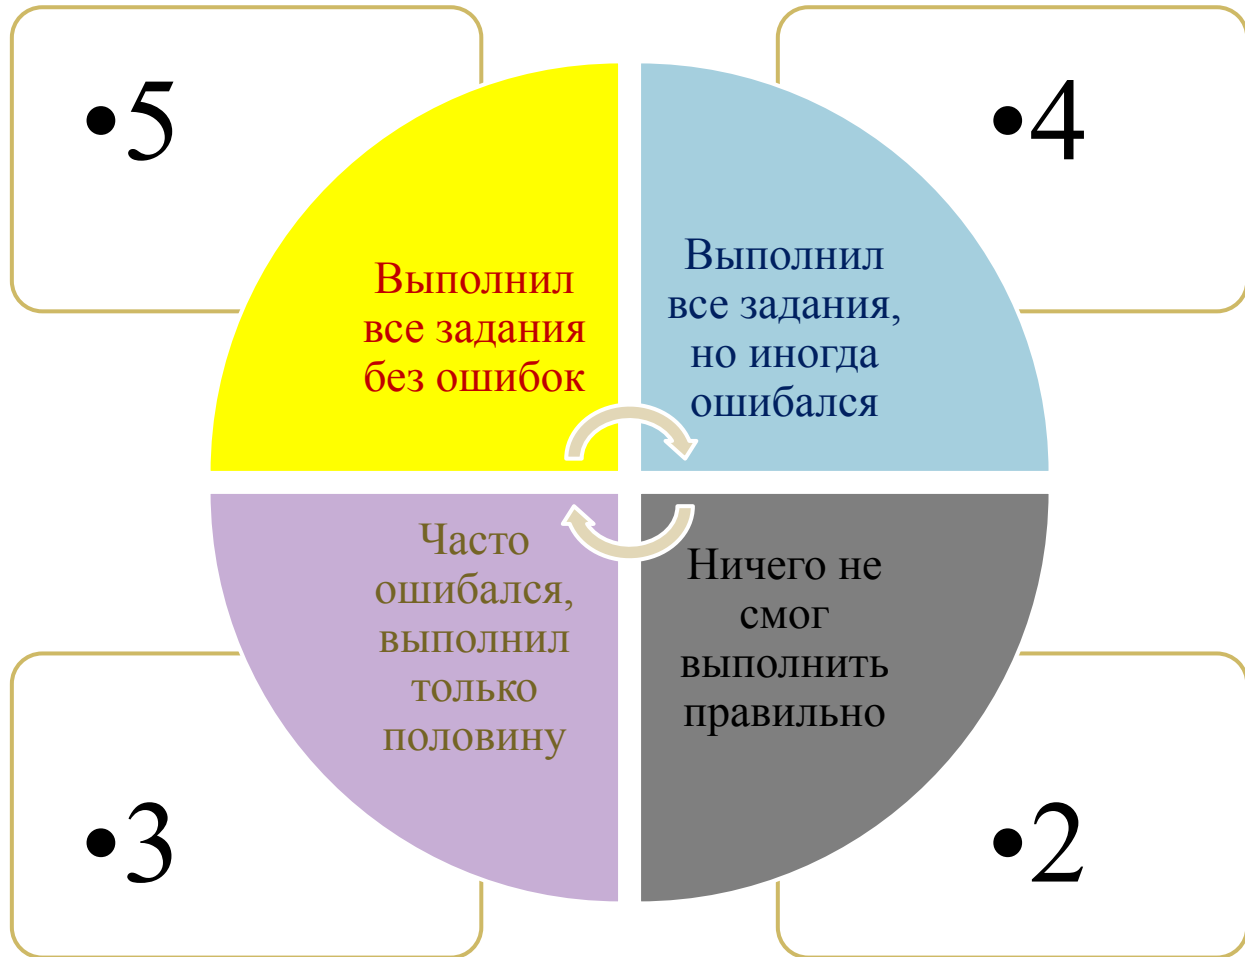 •5
Выполнил
все задания
без ошибок
•4
Выполнил
все задания,
но иногда
ошибался
•3
Часто
ошибался,
выполнил
только
половину
•2
Ничего не
смог
выполнить
правильно